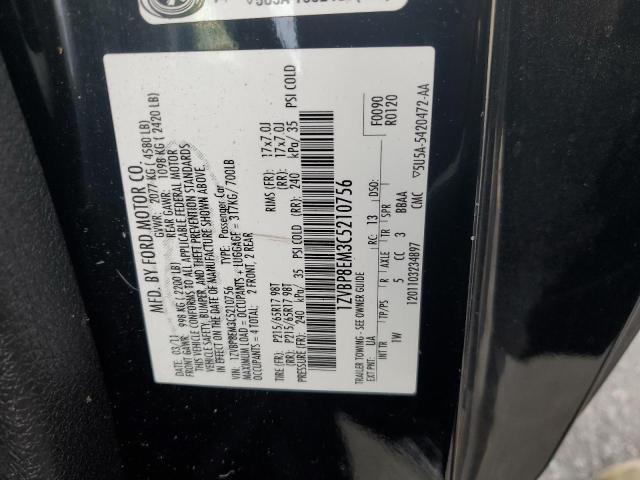 MFD. BY FORD MOTOR CO.
DATE: 03/11 GVWR: 2077 KG ( 4580 LB)
FRONT GAWR: 998 KG ( 2200 LB) REAR GAWR: 1098 KG ( 2420 LB)
THIS VEHICLE CONFORMS TO ALL APPLICABLE FEDERAL MOTOR
VEHICLE SAFETY, BUMPER, AND THEFT PREVENTION STANDARDS
IN EFFECT ON THE DATE OF MANUFACTURE SHOWN ABOVE.
VIN: 1ZVBP8EM3C5210756 TYPE: Passenger Car
MAXIMUM LOAD = OCCUPANTS + LUGGAGE = 317KG / 700LB
OCCUPANTS = 4 TOTAL: 2 FRONT, 2 REAR
TIRE (FR): P215/65R17 98T RIMS (FR): 17x7.0J
TIRE (RR): P215/65R17 98T (RR): 17x7.0J
PRESSURE (FR): 240 kPa/ 35 PSI COLD (RR): 240 kPa/ 35 PSI COLD
1ZVBP8EM3C5210756
F0090
R0120
TRAILER TOWING - SEE OWNER GUIDE
EXT PNT: UA RC: 13 DSO:
INT TR TP/PS R AXLE TR SPR
1W 5 CC 3 BBAA
CMC
1201103234897 ▽5U5A-5420472-AA